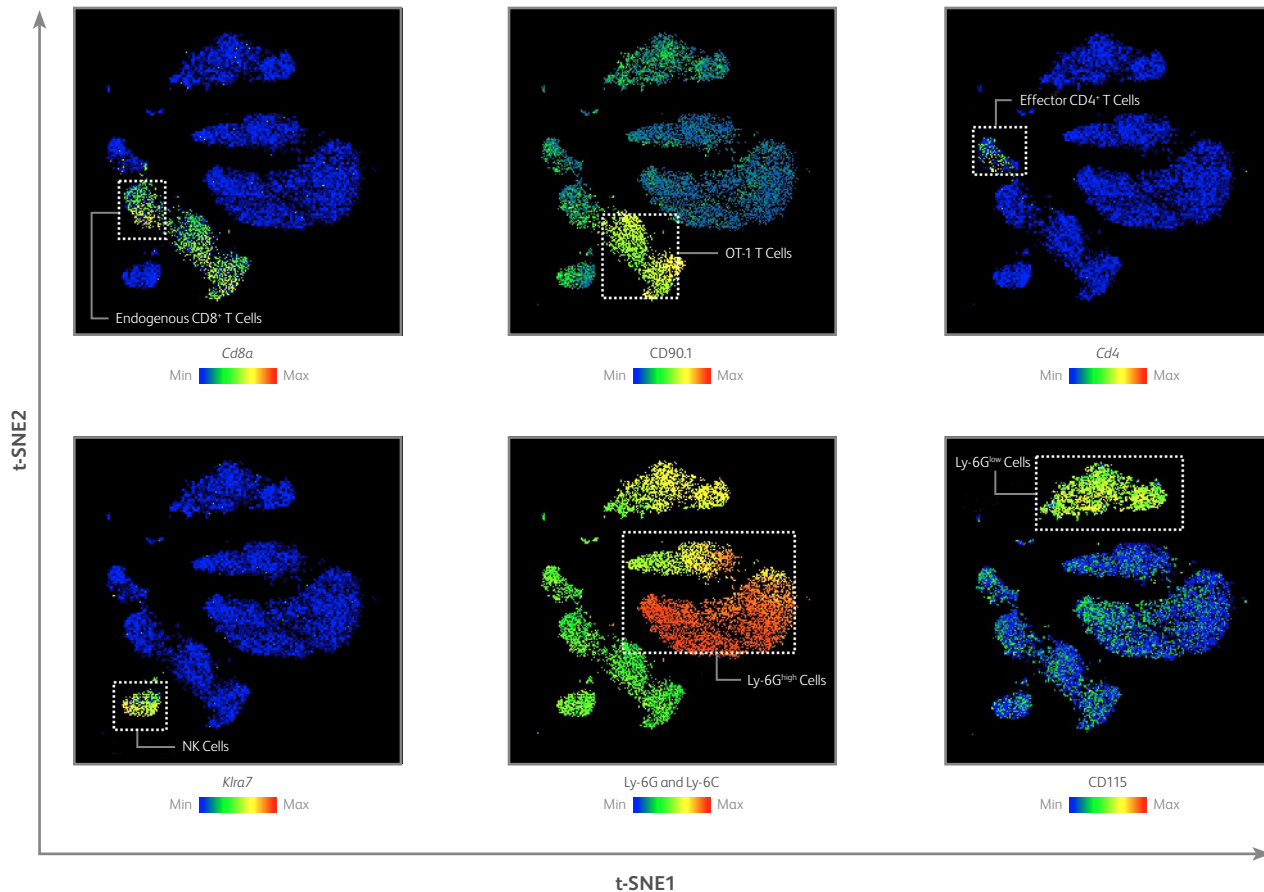 t-SNE2
Endogenous CD8⁺ T Cells
Cd8a
Min Max
OT-1 T Cells
CD90.1
Min Max
Effector CD4⁺ T Cells
Cd4
Min Max
NK Cells
Klra7
Min Max
Ly-6Gʰⁱᵍʰ Cells
Ly-6G and Ly-6C
Min Max
Ly-6Gˡᵒʷ Cells
CD115
Min Max
t-SNE1